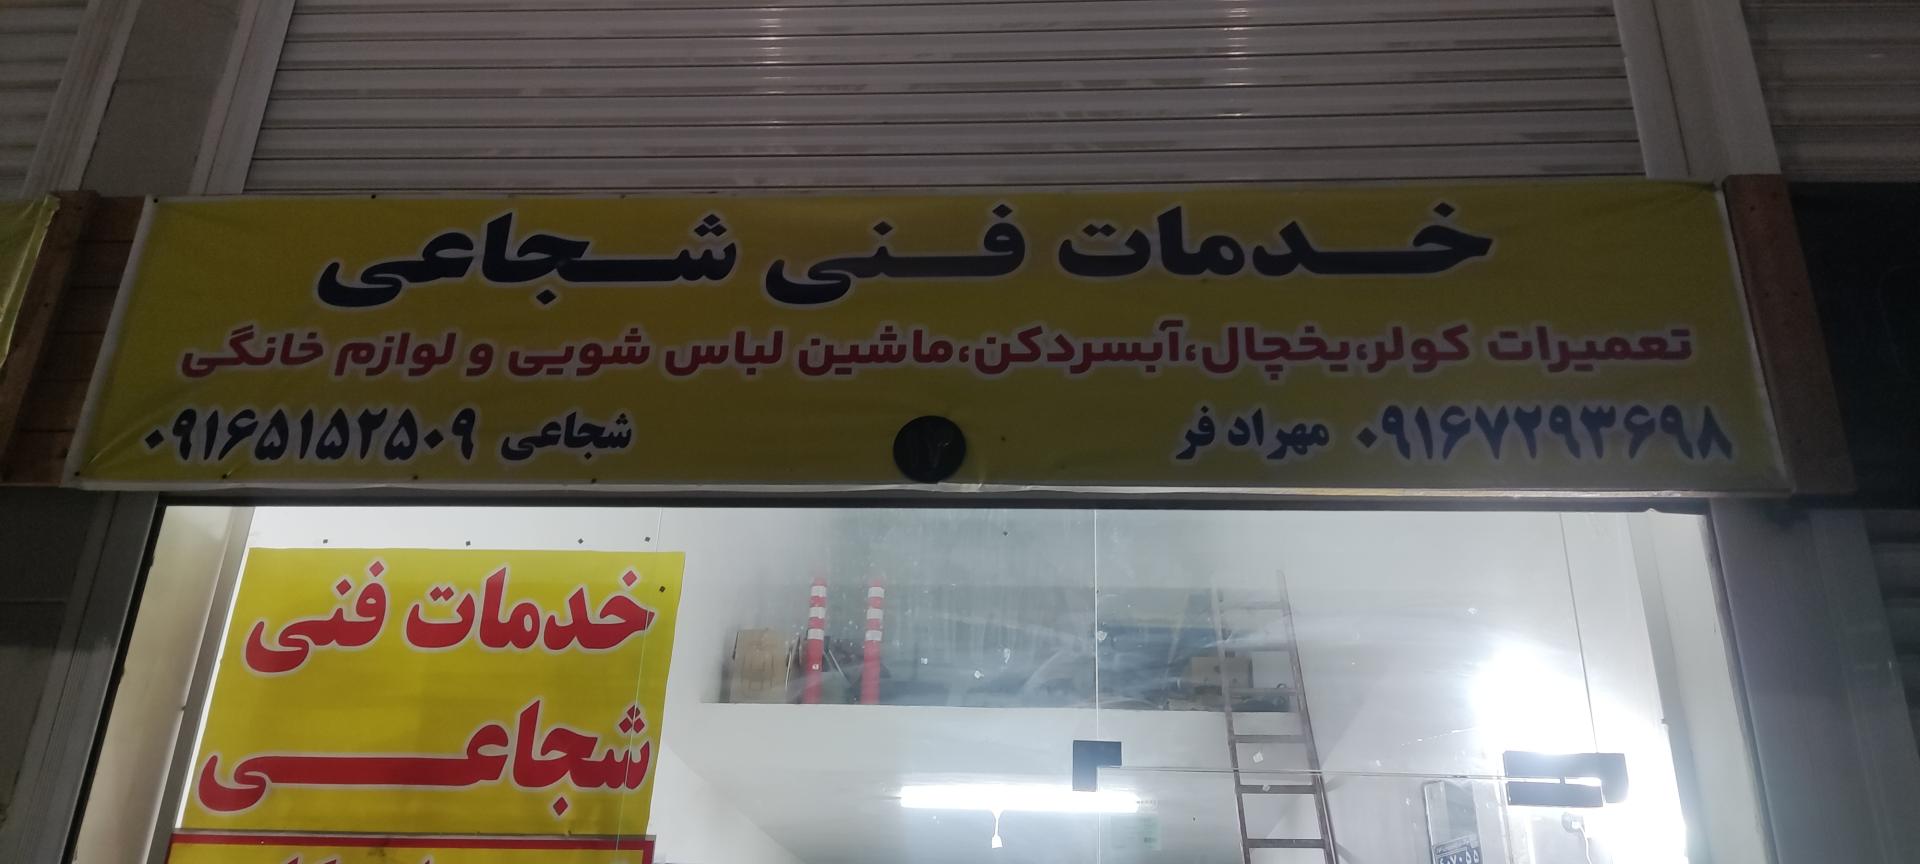 خدمات فنی شجاعی
تعمیرات کولر،یخچال،آبسردکن،ماشین لباس شویی و لوازم خانگی
۰۹۱۶۷۲۹۳۶۹۸ مهراد فر
شجاعی ۰۹۱۶۵۱۵۲۵۰۹
۱۲
خدمات فنی
شجاعی